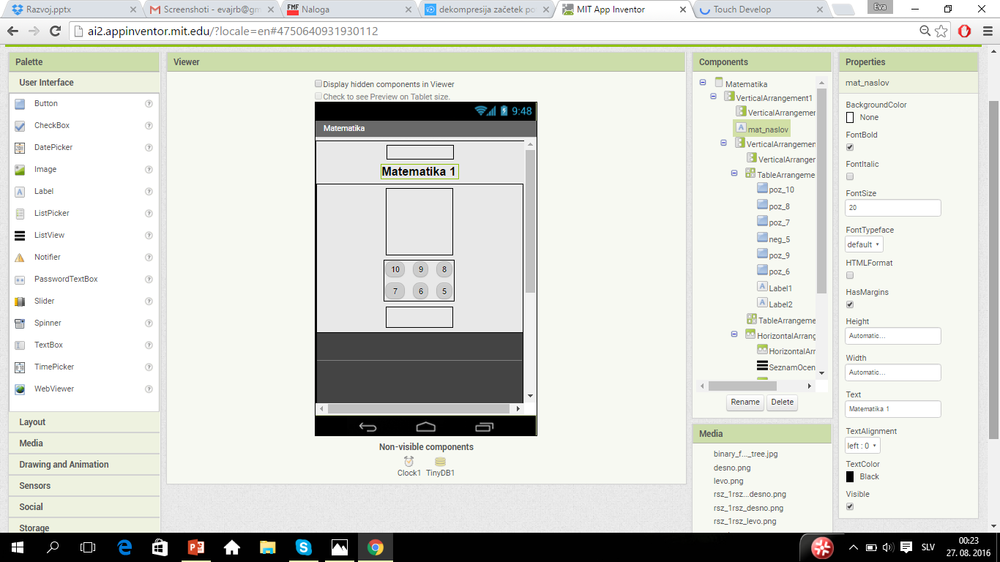 Razvoj.pptx
Screenshoti - evajrb@gm
FMF Naloga
dekompresija začetek po
MIT App Inventor
Touch Develop
Eva
ai2.appinventor.mit.edu/?locale=en#4750640931930112
Palette
User Interface
Button ?
CheckBox ?
DatePicker ?
Image ?
Label ?
ListPicker ?
ListView ?
Notifier ?
PasswordTextBox ?
Slider ?
Spinner ?
TextBox ?
TimePicker ?
WebViewer ?
Layout
Media
Drawing and Animation
Sensors
Social
Storage
Viewer
Display hidden components in Viewer
Check to see Preview on Tablet size.
9:48
Matematika
Matematika 1
10 9 8
7 6 5
Non-visible components
Clock1 TinyDB1
Components
Matematika
VerticalArrangement1
VerticalArrangemer
mat_naslov
VerticalArrangemen
VerticalArranger
TableArrangeme
poz_10
poz_8
poz_7
neg_5
poz_9
poz_6
Label1
Label2
TableArrangeme
HorizontalArrang
HorizontalArr
SeznamOcen
Rename Delete
Media
binary_f..._tree.jpg
desno.png
levo.png
rsz_1rsz...desno.png
rsz_1rsz_desno.png
rsz_1rsz_levo.png
Properties
mat_naslov
BackgroundColor
None
FontBold
FontItalic
FontSize
20
FontTypeface
default
HTMLFormat
HasMargins
Height
Automatic...
Width
Automatic...
Text
Matematika 1
TextAlignment
left : 0
TextColor
Black
Visible
SLV
00:23
27. 08. 2016